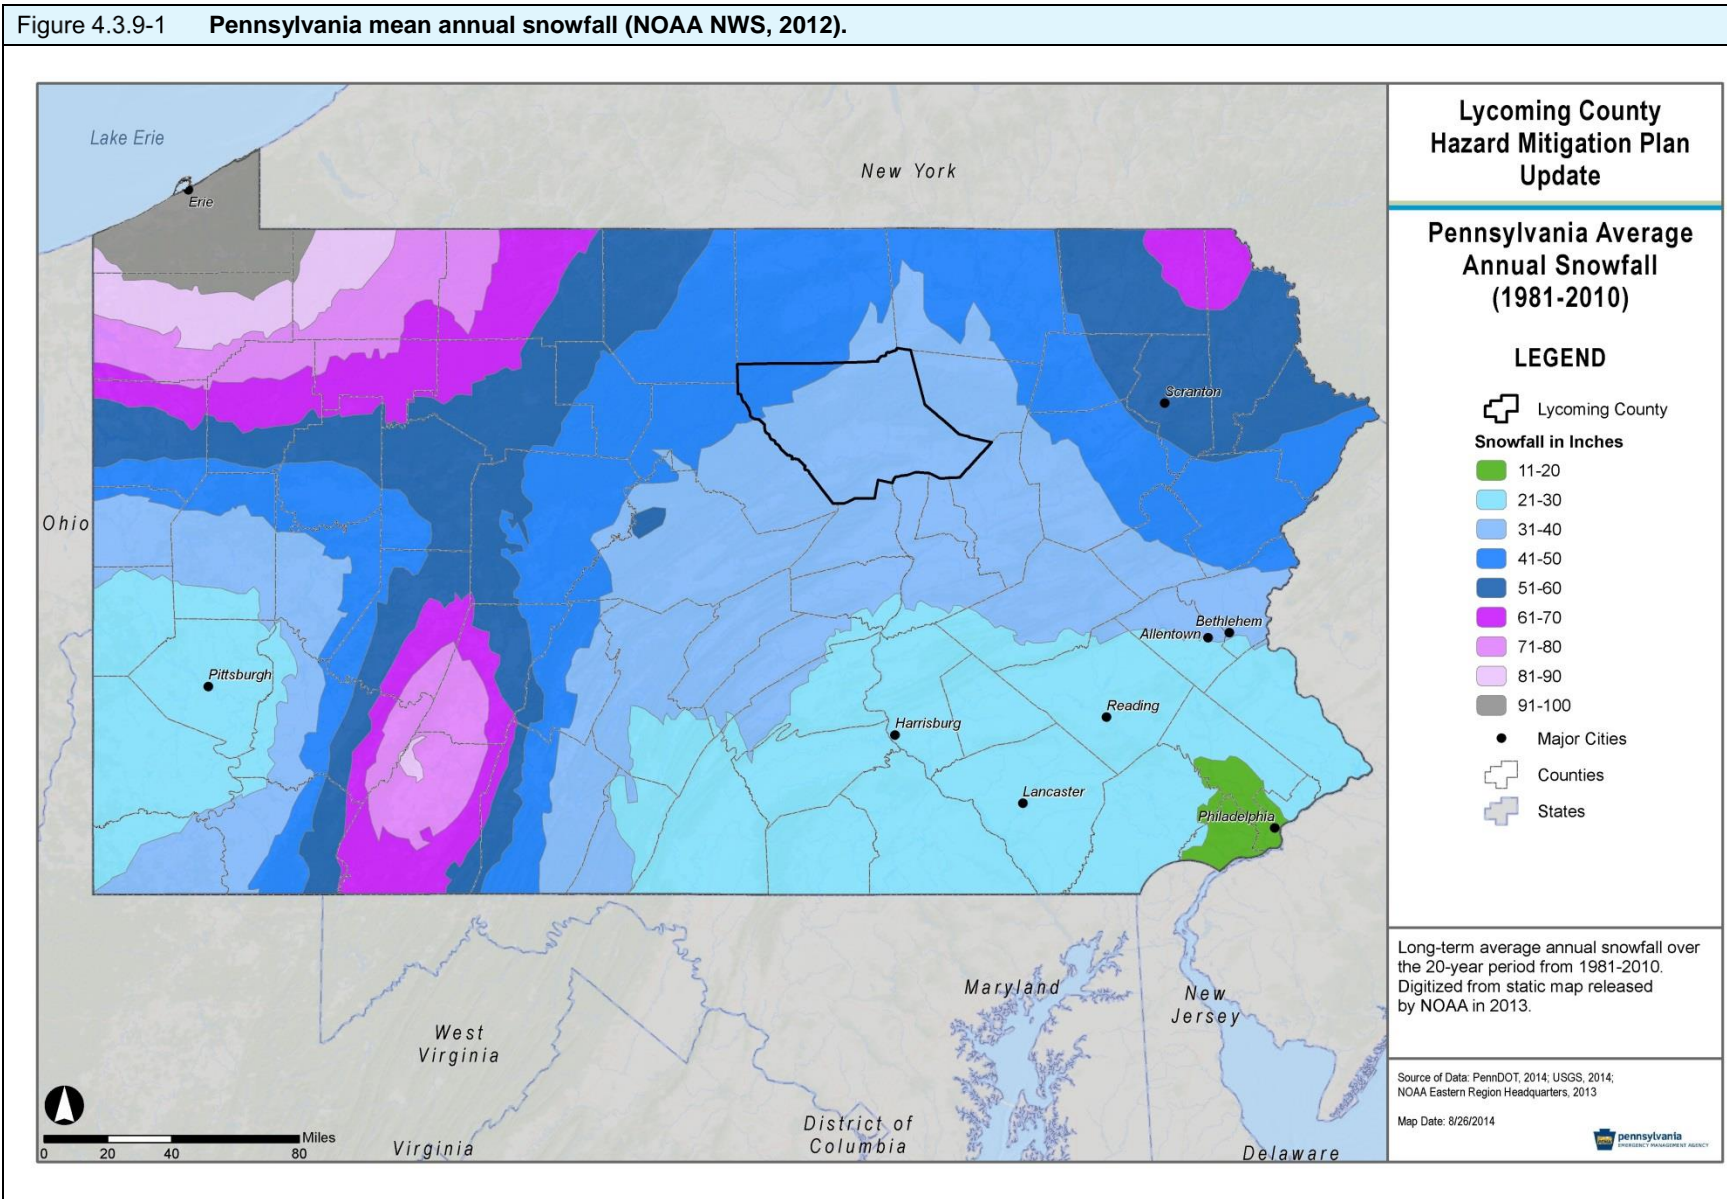 Figure 4.3.9-1 Pennsylvania mean annual snowfall (NOAA NWS, 2012).
Lake Erie
Erie
New York
Scranton
Ohio
Pittsburgh
Bethlehem
Allentown
Reading
Harrisburg
Lancaster
Philadelphia
Maryland
New
Jersey
West
Virginia
District of
Columbia
Virginia
Delaware
Miles
0 20 40 80
Lycoming County
Hazard Mitigation Plan
Update
Pennsylvania Average
Annual Snowfall
(1981-2010)
LEGEND
Lycoming County
Snowfall in Inches
11-20
21-30
31-40
41-50
51-60
61-70
71-80
81-90
91-100
Major Cities
Counties
States
Long-term average annual snowfall over
the 20-year period from 1981-2010.
Digitized from static map released
by NOAA in 2013.
Source of Data: PennDOT, 2014; USGS, 2014;
NOAA Eastern Region Headquarters, 2013
Map Date: 8/26/2014
pennsylvania
EMERGENCY MANAGEMENT AGENCY